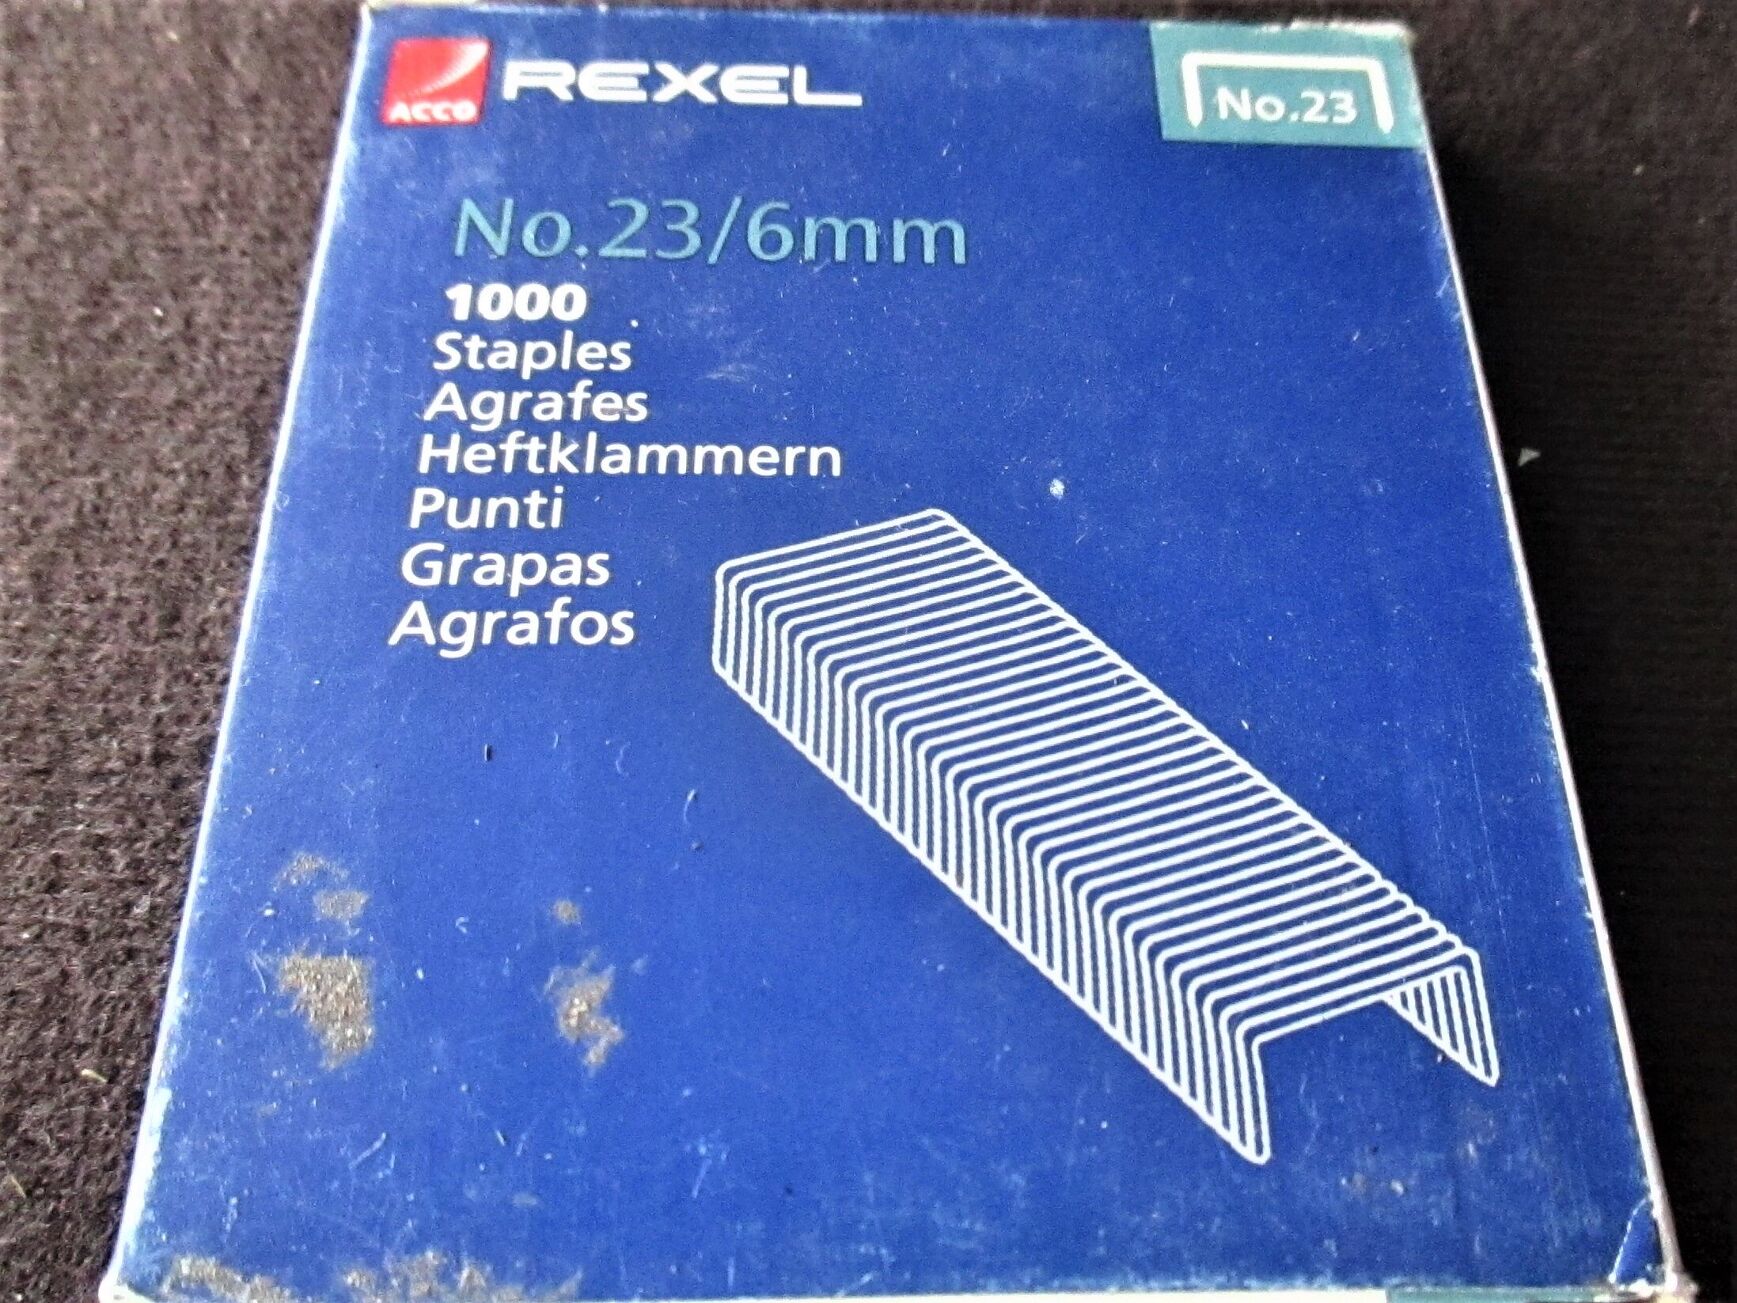 ACCO REXEL
No.23
No.23/6mm
1000
Staples
Agrafes
Heftklammern
Punti
Grapas
Agrafos